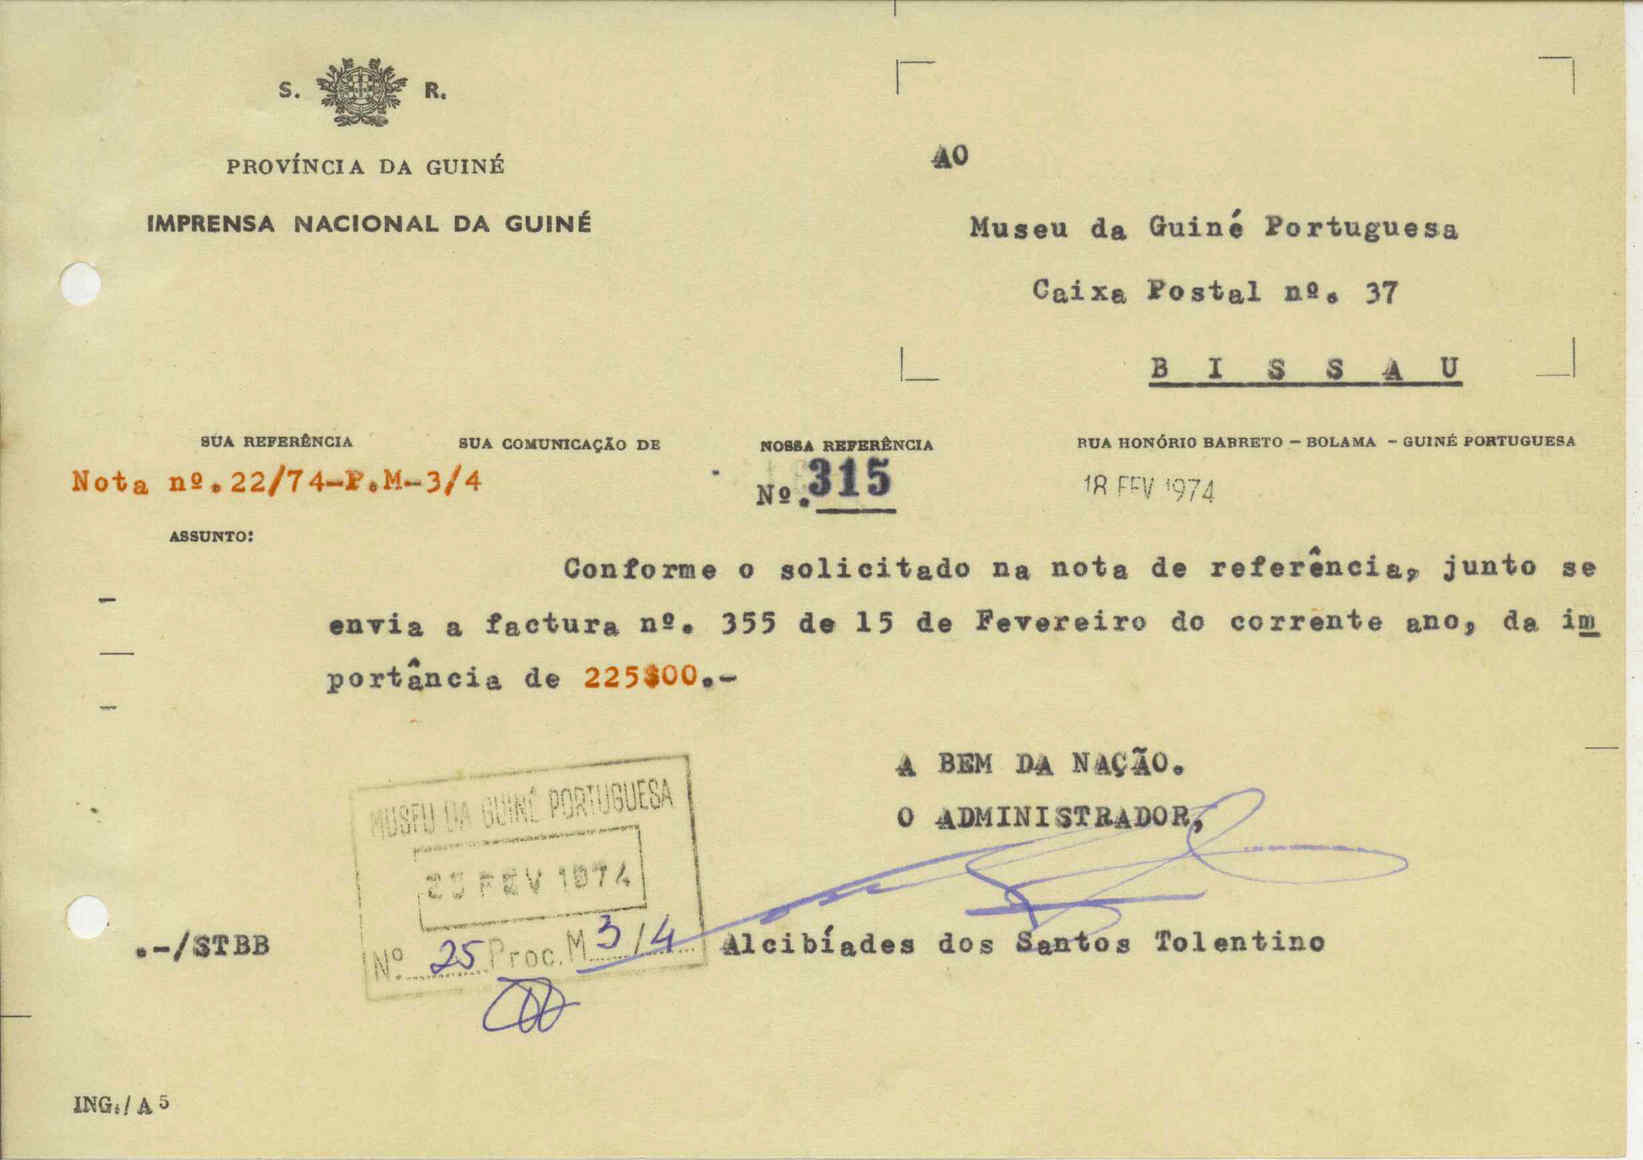 S. R.
PROVÍNCIA DA GUINÉ
IMPRENSA NACIONAL DA GUINÉ
AO
Museu da Guiné Portuguesa
Caixa Postal nº. 37
B I S S A U
SUA REFERÊNCIA SUA COMUNICAÇÃO DE NOSSA REFERÊNCIA RUA HONÓRIO BARRETO – BOLAMA – GUINÉ PORTUGUESA
Nota nº.22/74-P.M-3/4 Nº. 315 18 FEV 1974
ASSUNTO:
Conforme o solicitado na nota de referência, junto se
envia a factura nº. 355 de 15 de Fevereiro do corrente ano, da im
portância de 225$00.-
A BEM DA NAÇÃO.
O ADMINISTRADOR,
MUSEU DA GUINÉ PORTUGUESA
FEV 1974
Nº 25 Proc. M 3/4
.-/STBB
Alcibíades dos Santos Tolentino
ING./A 5